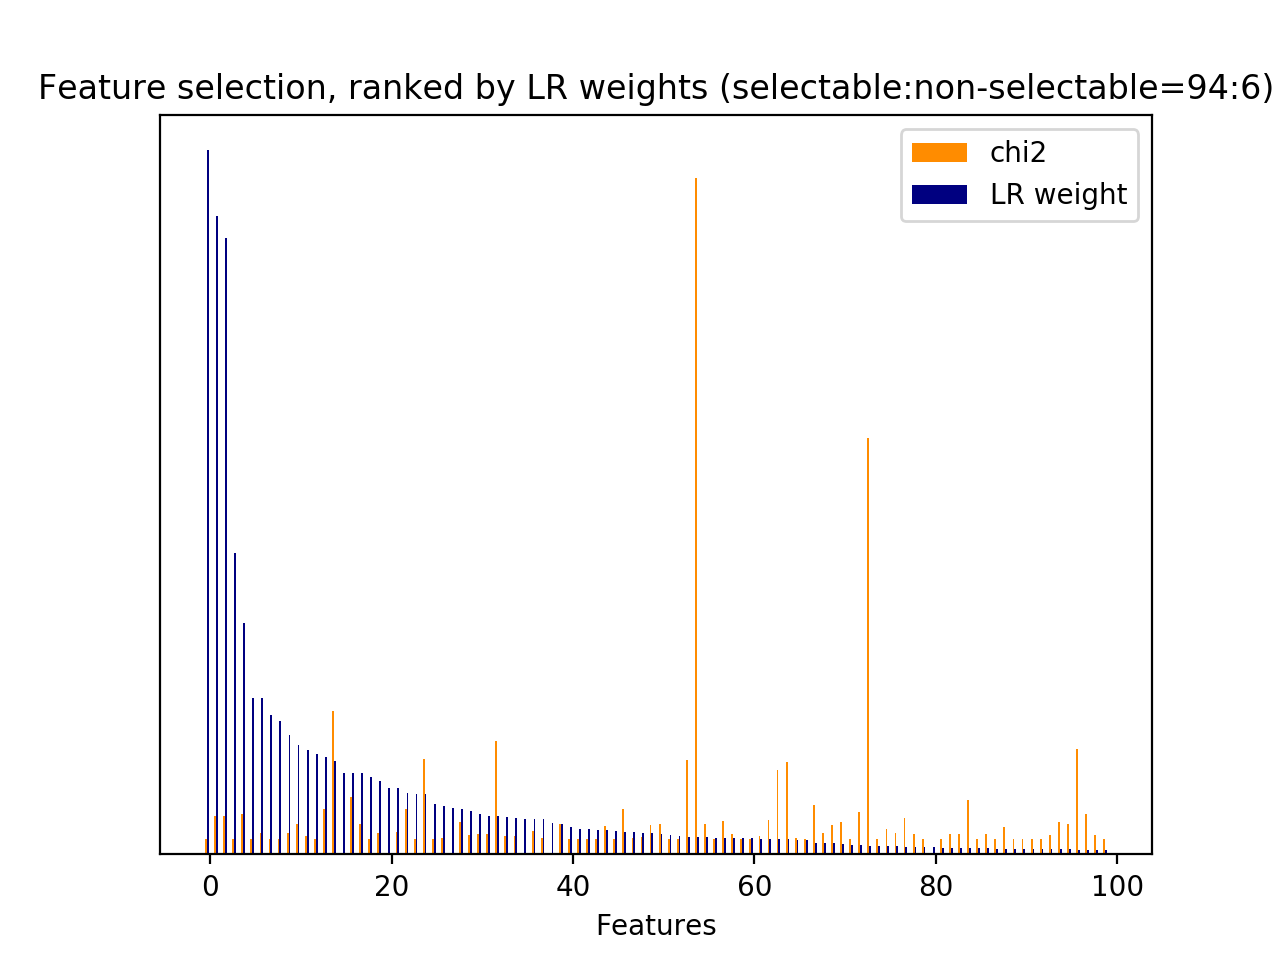 Feature selection, ranked by LR weights (selectable:non-selectable=94:6)
chi2
LR weight
0 20 40 60 80 100
Features